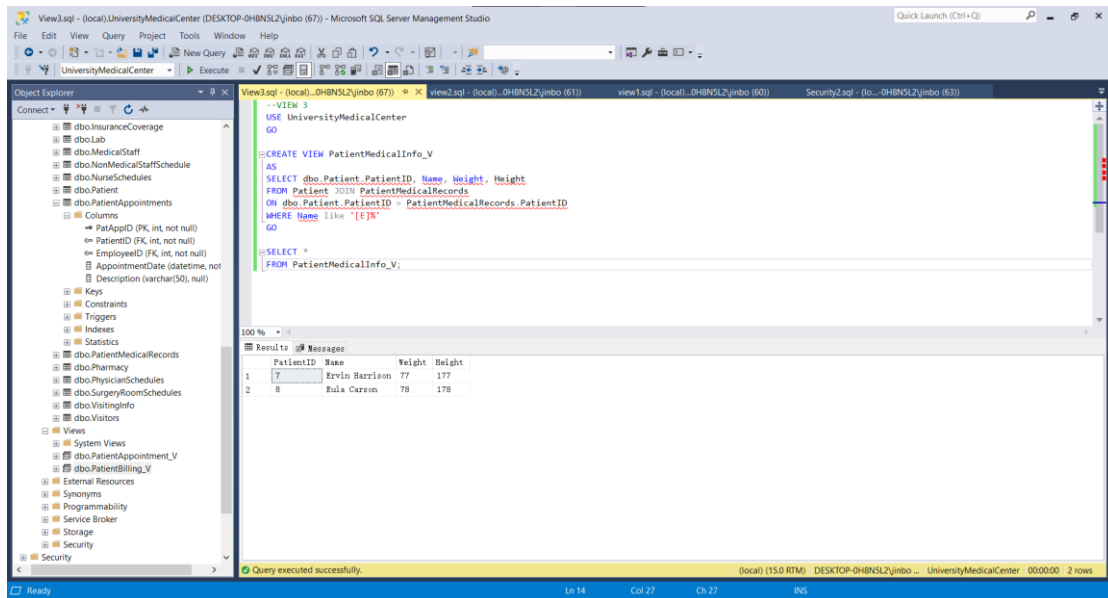 View3.sql - (local).UniversityMedicalCenter (DESKTOP-0H8N5L2\jinbo (67)) - Microsoft SQL Server Management Studio
Quick Launch (Ctrl+Q)
File Edit View Query Project Tools Window Help
New Query
UniversityMedicalCenter
Execute
Object Explorer
Connect
dbo.InsuranceCoverage
dbo.Lab
dbo.MedicalStaff
dbo.NonMedicalStaffSchedule
dbo.NurseSchedules
dbo.Patient
dbo.PatientAppointments
Columns
PatAppID (PK, int, not null)
PatientID (FK, int, not null)
EmployeeID (FK, int, not null)
AppointmentDate (datetime, not
Description (varchar(50), null)
Keys
Constraints
Triggers
Indexes
Statistics
dbo.PatientMedicalRecords
dbo.Pharmacy
dbo.PhysicianSchedules
dbo.SurgeryRoomSchedules
dbo.VisitingInfo
dbo.Visitors
Views
System Views
dbo.PatientAppointment_V
dbo.PatientBilling_V
External Resources
Synonyms
Programmability
Service Broker
Storage
Security
Security
View3.sql - (local)...0H8N5L2\jinbo (67)) view2.sql - (local)...0H8N5L2\jinbo (61)) view1.sql - (local)...0H8N5L2\jinbo (60)) Security2.sql - (lo...-0H8N5L2\jinbo (63))
--VIEW 3
USE UniversityMedicalCenter
GO
CREATE VIEW PatientMedicalInfo_V
AS
SELECT dbo.Patient.PatientID, Name, Weight, Height
FROM Patient JOIN PatientMedicalRecords
ON dbo.Patient.PatientID = PatientMedicalRecords.PatientID
WHERE Name like '[E]%'
GO
SELECT *
FROM PatientMedicalInfo_V;
100 %
Results Messages
PatientID Name Weight Height
1 7 Ervin Harrison 77 177
2 8 Eula Carson 78 178
Query executed successfully.
(local) (15.0 RTM) DESKTOP-0H8N5L2\jinbo ... UniversityMedicalCenter 00:00:00 2 rows
Ready
Ln 14 Col 27 Ch 27 INS